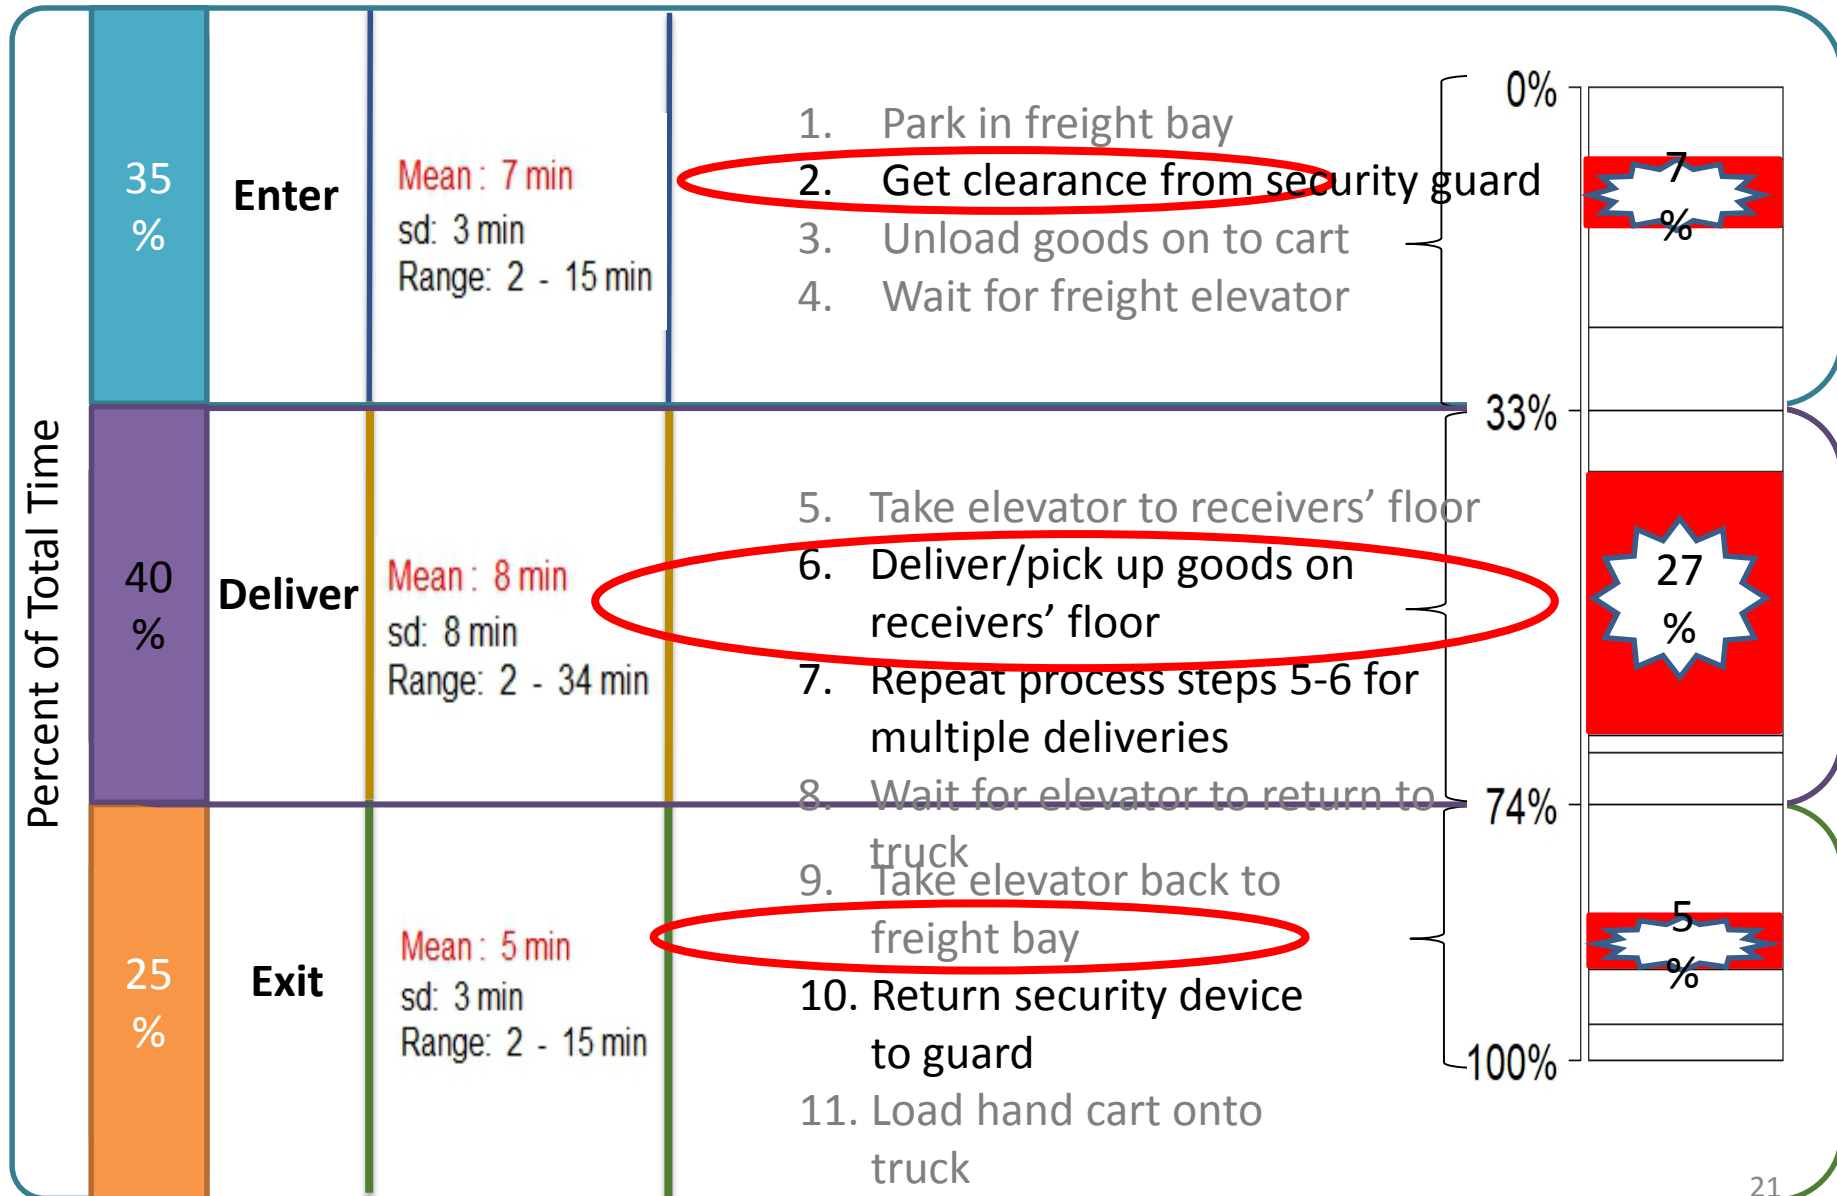 Percent of Total Time
35
%
Enter
Mean : 7 min
sd: 3 min
Range: 2 - 15 min
1. Park in freight bay
2. Get clearance from security guard
3. Unload goods on to cart
4. Wait for freight elevator
0%
7
%
33%
40
%
Deliver
Mean : 8 min
sd: 8 min
Range: 2 - 34 min
5. Take elevator to receivers’ floor
6. Deliver/pick up goods on
receivers’ floor
7. Repeat process steps 5-6 for
multiple deliveries
8. Wait for elevator to return to
truck
27
%
74%
25
%
Exit
Mean : 5 min
sd: 3 min
Range: 2 - 15 min
9. Take elevator back to
freight bay
10. Return security device
to guard
11. Load hand cart onto
truck
5
%
100%
21